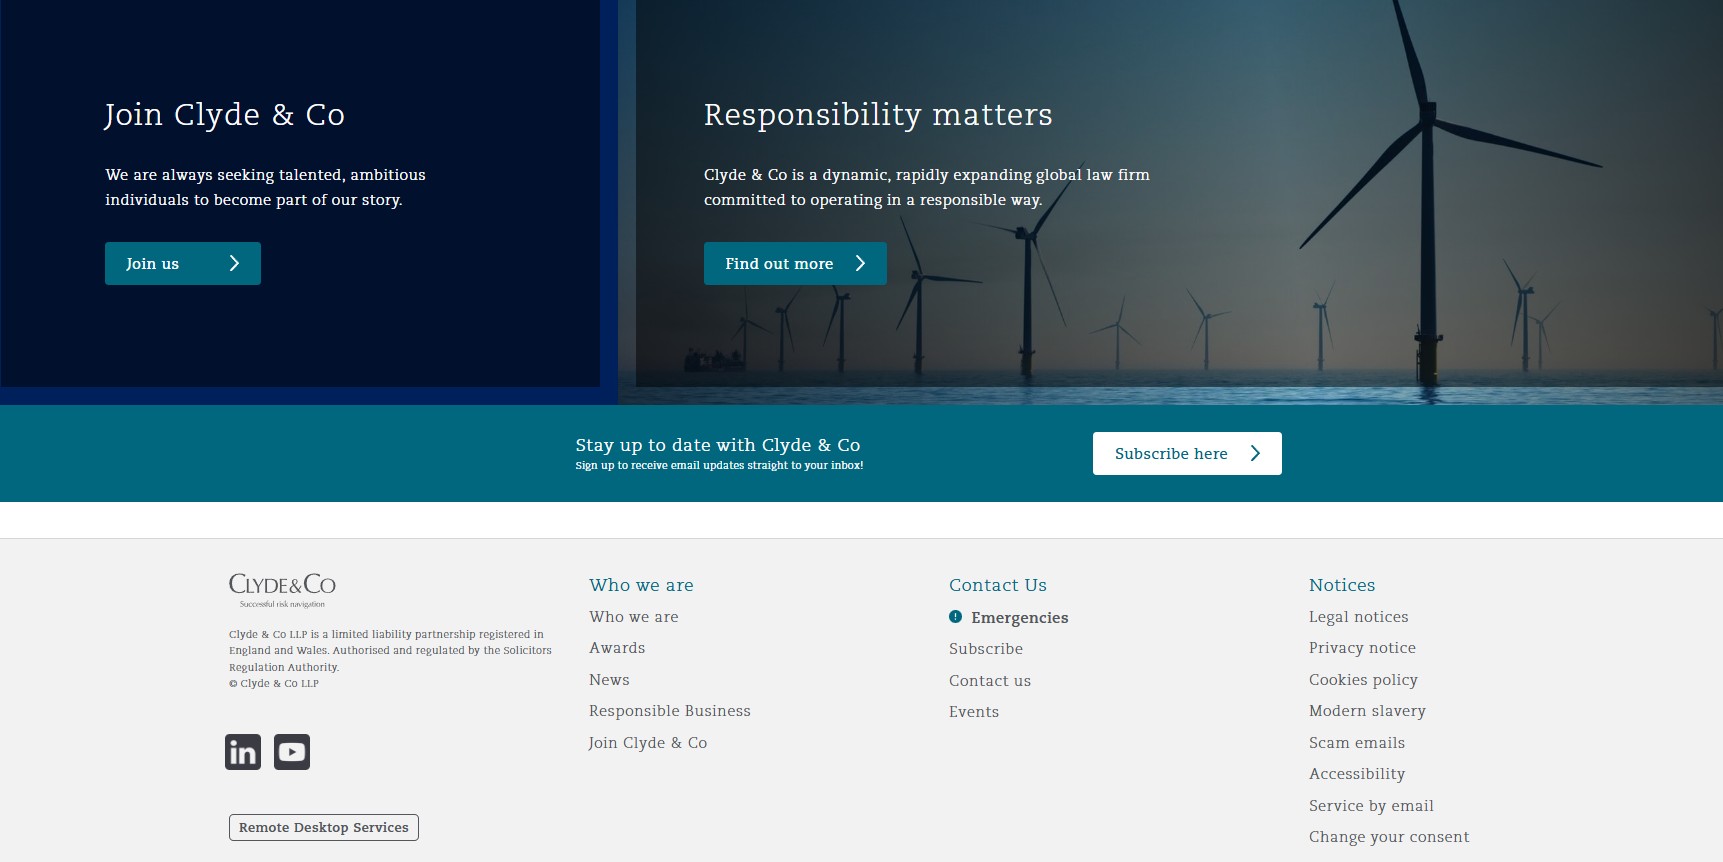 Join Clyde & Co
We are always seeking talented, ambitious
individuals to become part of our story.
Join us
Responsibility matters
Clyde & Co is a dynamic, rapidly expanding global law firm
committed to operating in a responsible way.
Find out more
Stay up to date with Clyde & Co
Sign up to receive email updates straight to your inbox!
Subscribe here
CLYDE&CO
Successful risk navigation
Clyde & Co LLP is a limited liability partnership registered in
England and Wales. Authorised and regulated by the Solicitors
Regulation Authority.
© Clyde & Co LLP
in
Remote Desktop Services
Who we are
Who we are
Awards
News
Responsible Business
Join Clyde & Co
Contact Us
! Emergencies
Subscribe
Contact us
Events
Notices
Legal notices
Privacy notice
Cookies policy
Modern slavery
Scam emails
Accessibility
Service by email
Change your consent